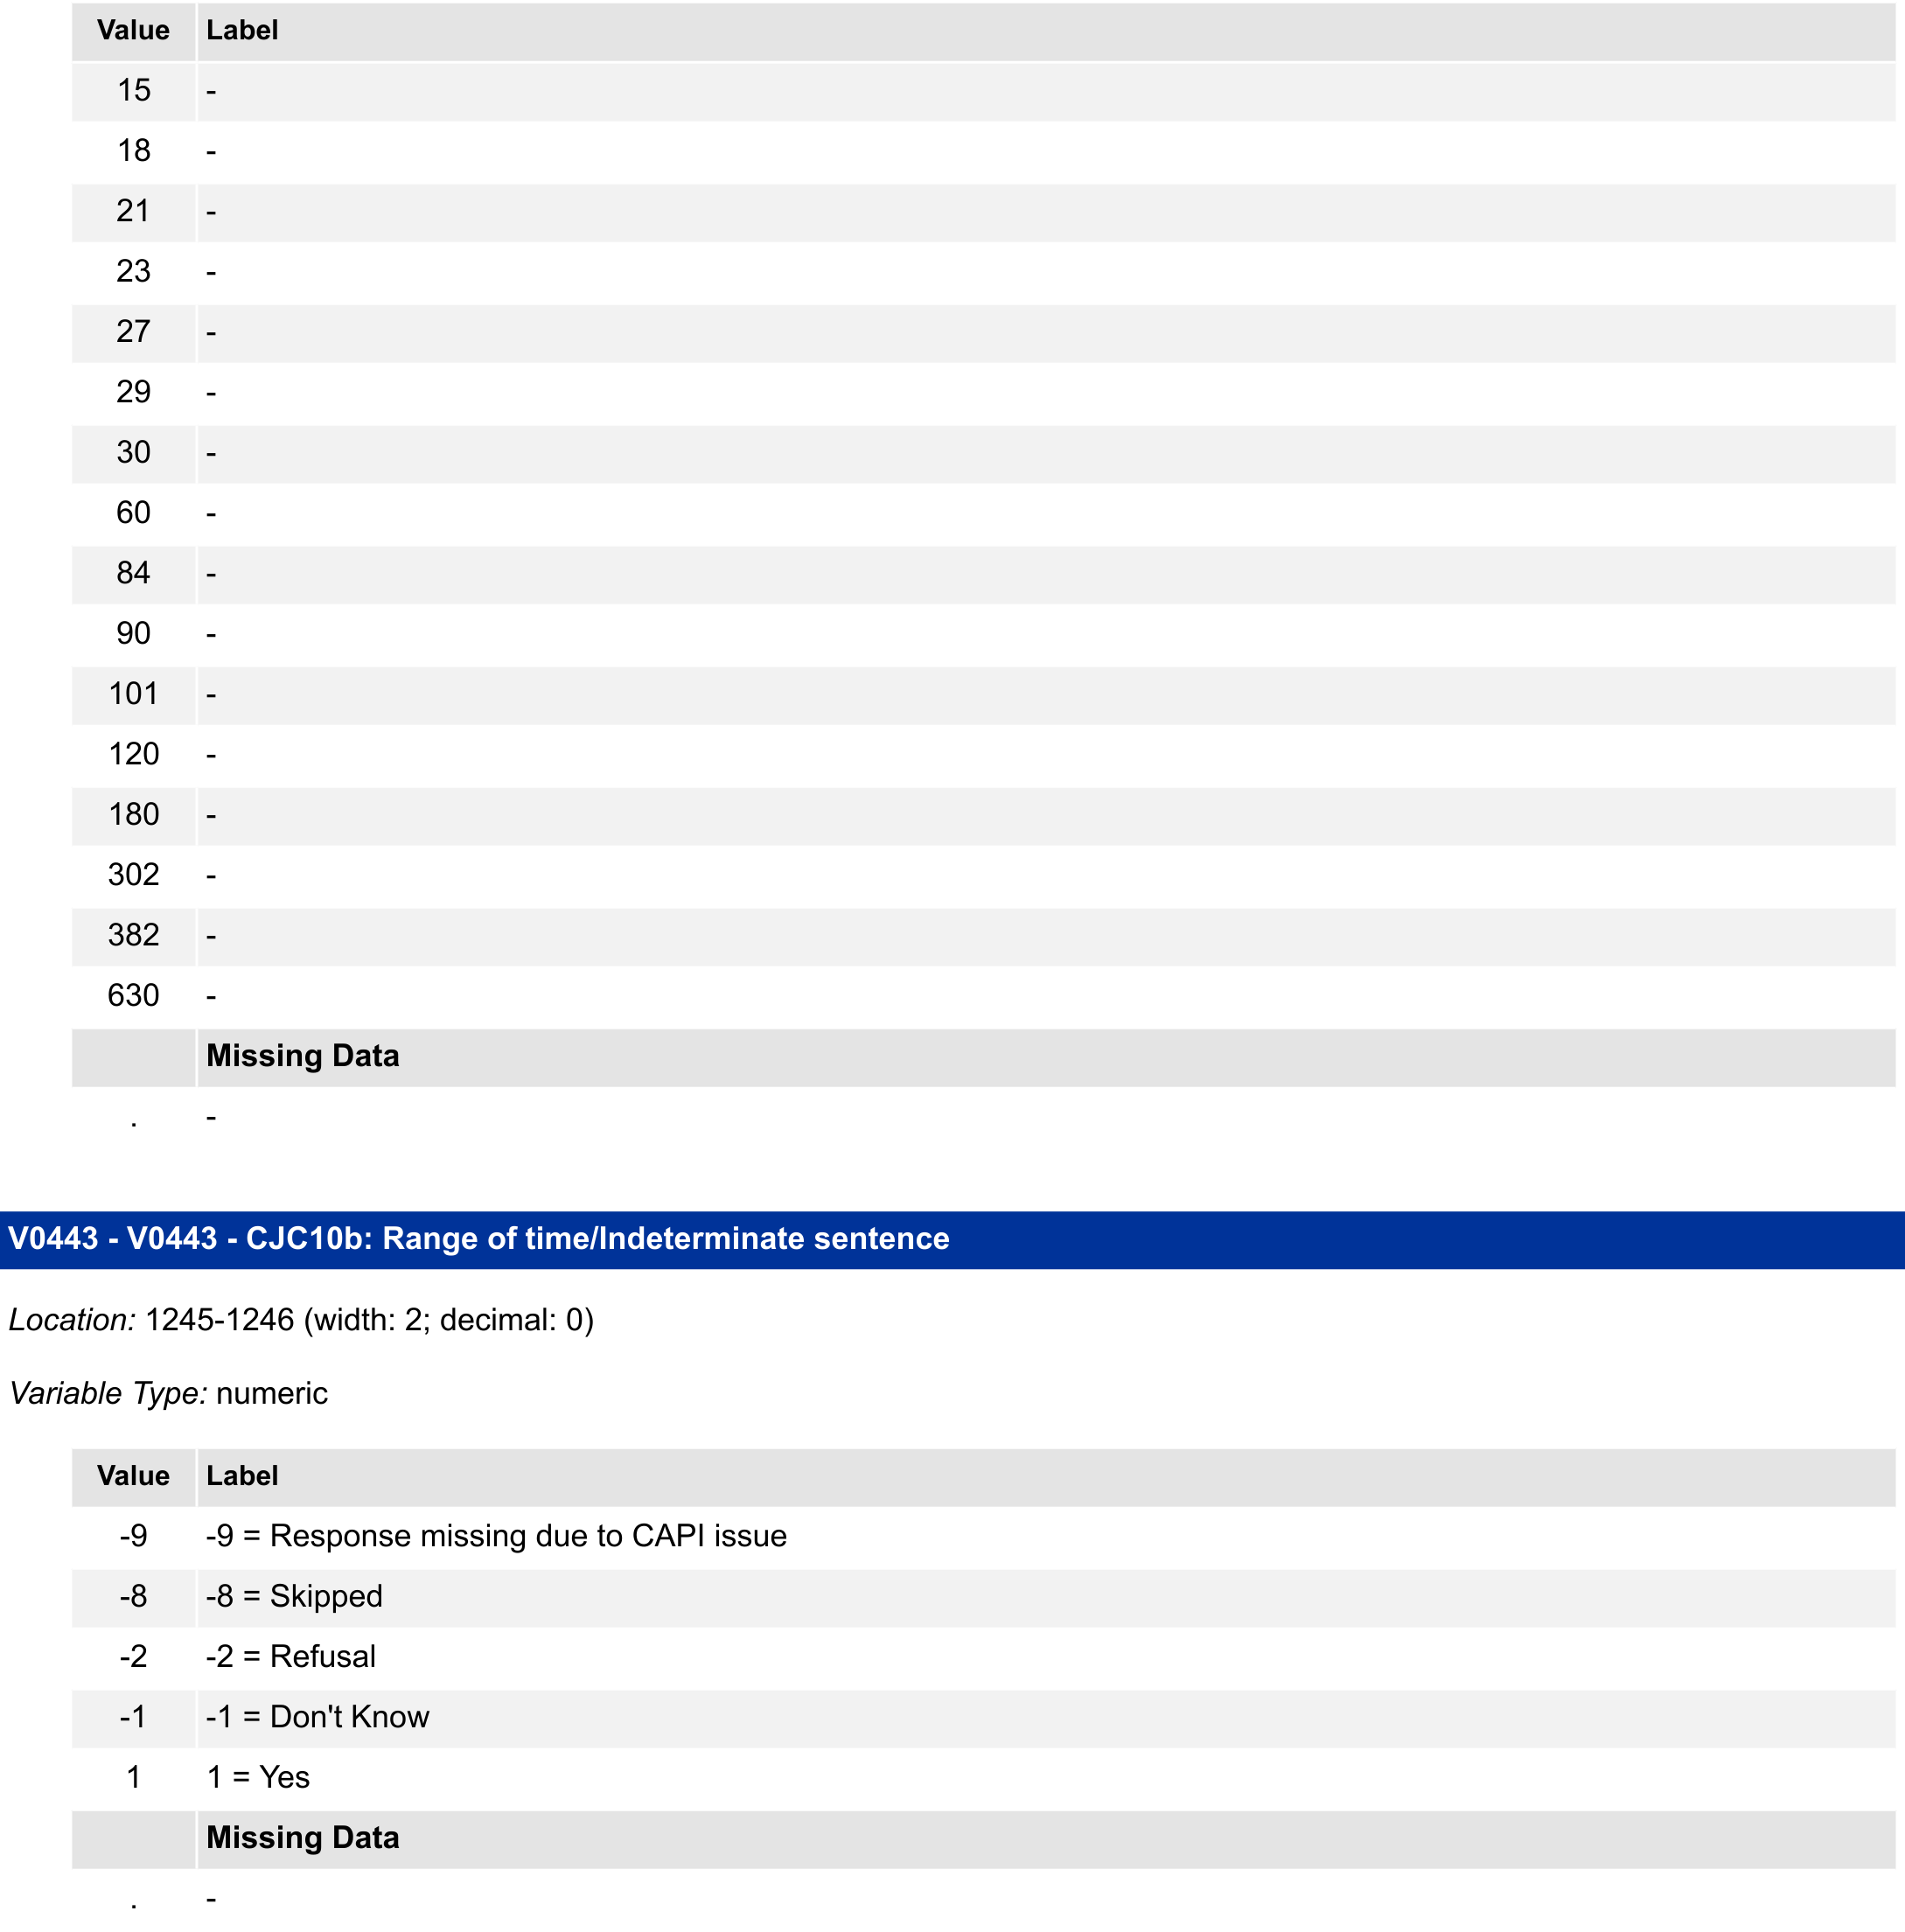 Value Label
15 -
18 -
21 -
23 -
27 -
29 -
30 -
60 -
84 -
90 -
101 -
120 -
180 -
302 -
382 -
630 -
Missing Data
. -
V0443 - V0443 - CJC10b: Range of time/Indeterminate sentence
Location: 1245-1246 (width: 2; decimal: 0)
Variable Type: numeric
Value Label
-9 -9 = Response missing due to CAPI issue
-8 -8 = Skipped
-2 -2 = Refusal
-1 -1 = Don't Know
1 1 = Yes
Missing Data
. -